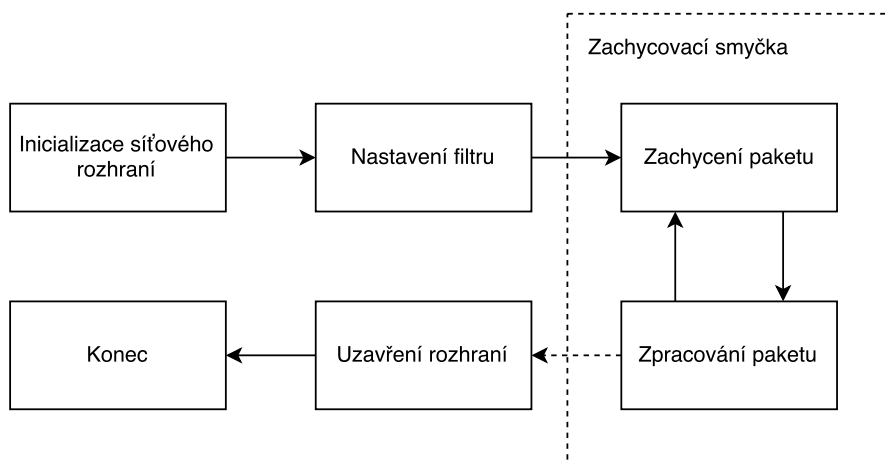 Zachycovací smyčka
Inicializace síťového
rozhraní
Nastavení filtru
Zachycení paketu
Konec
Uzavření rozhraní
Zpracování paketu